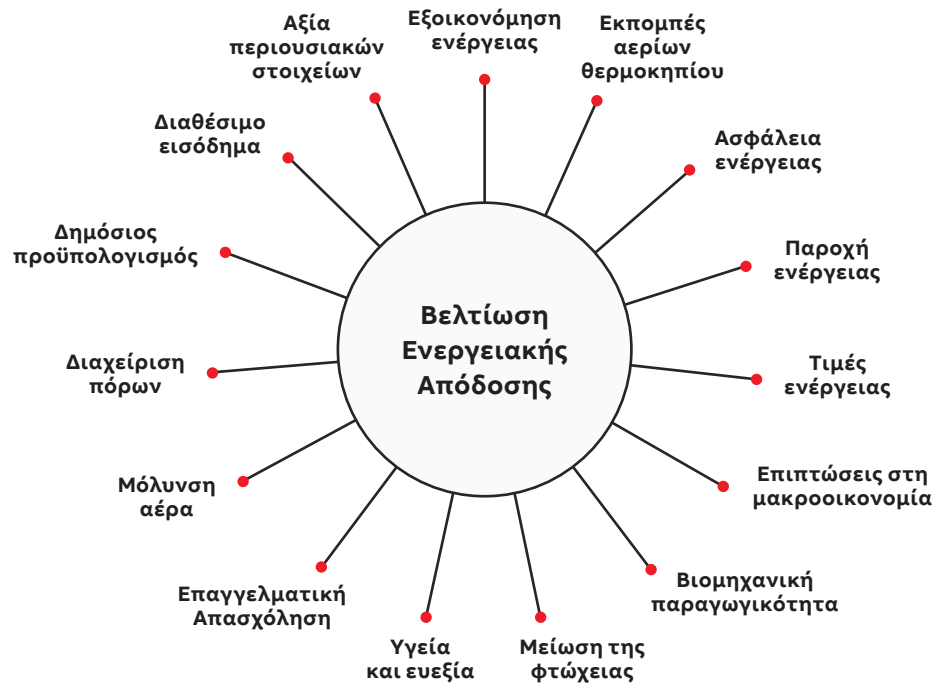 Αξία
περιουσιακών
στοιχείων
Εξοικονόμηση
ενέργειας
Εκπομπές
αερίων
θερμοκηπίου
Διαθέσιμο
εισόδημα
Ασφάλεια
ενέργειας
Δημόσιος
προϋπολογισμός
Παροχή
ενέργειας
Βελτίωση
Ενεργειακής
Απόδοσης
Διαχείριση
πόρων
Τιμές
ενέργειας
Μόλυνση
αέρα
Επιπτώσεις στη
μακροοικονομία
Επαγγελματική
Απασχόληση
Βιομηχανική
παραγωγικότητα
Υγεία
και ευεξία
Μείωση της
φτώχειας